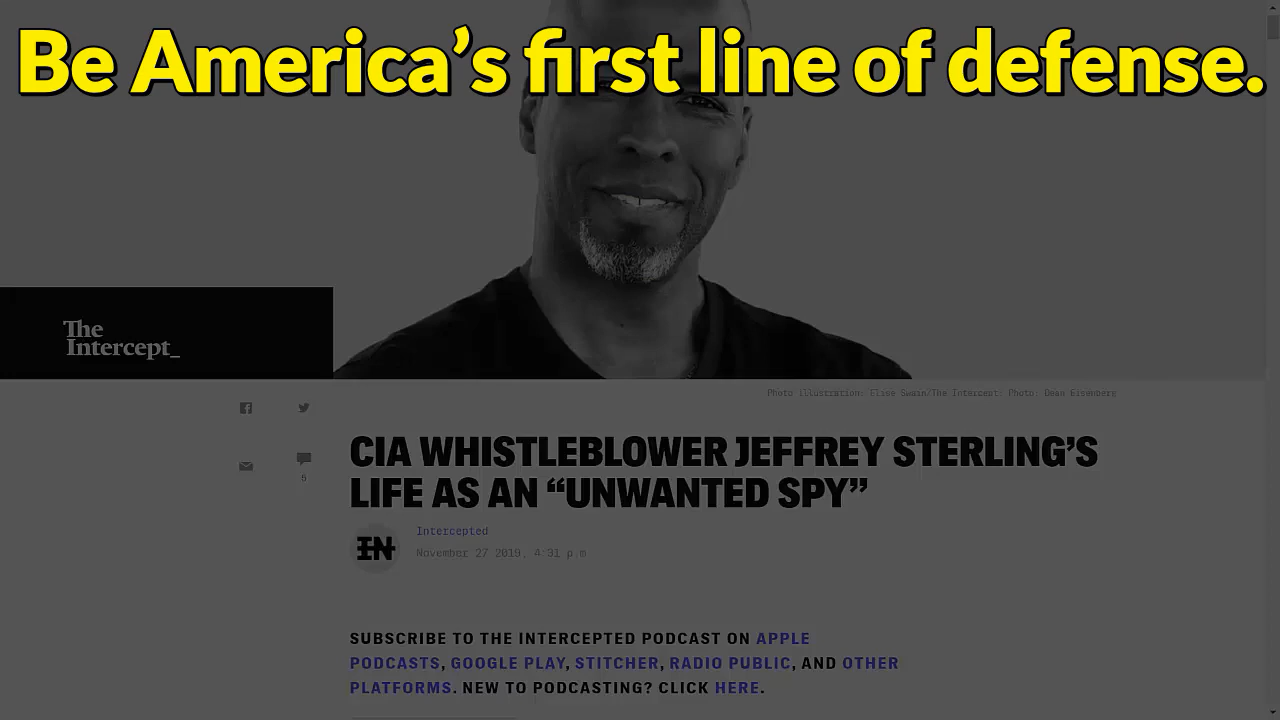 Be America’s first line of defense.
The
Intercept_
Photo Illustration: Elise Swain/The Intercept; Photo: Dean Eisenberg
6
CIA WHISTLEBLOWER JEFFREY STERLING’S
LIFE AS AN “UNWANTED SPY”
IN
Intercepted
November 27 2019, 4:31 p.m
SUBSCRIBE TO THE INTERCEPTED PODCAST ON APPLE
PODCASTS, GOOGLE PLAY, STITCHER, RADIO PUBLIC, AND OTHER
PLATFORMS. NEW TO PODCASTING? CLICK HERE.